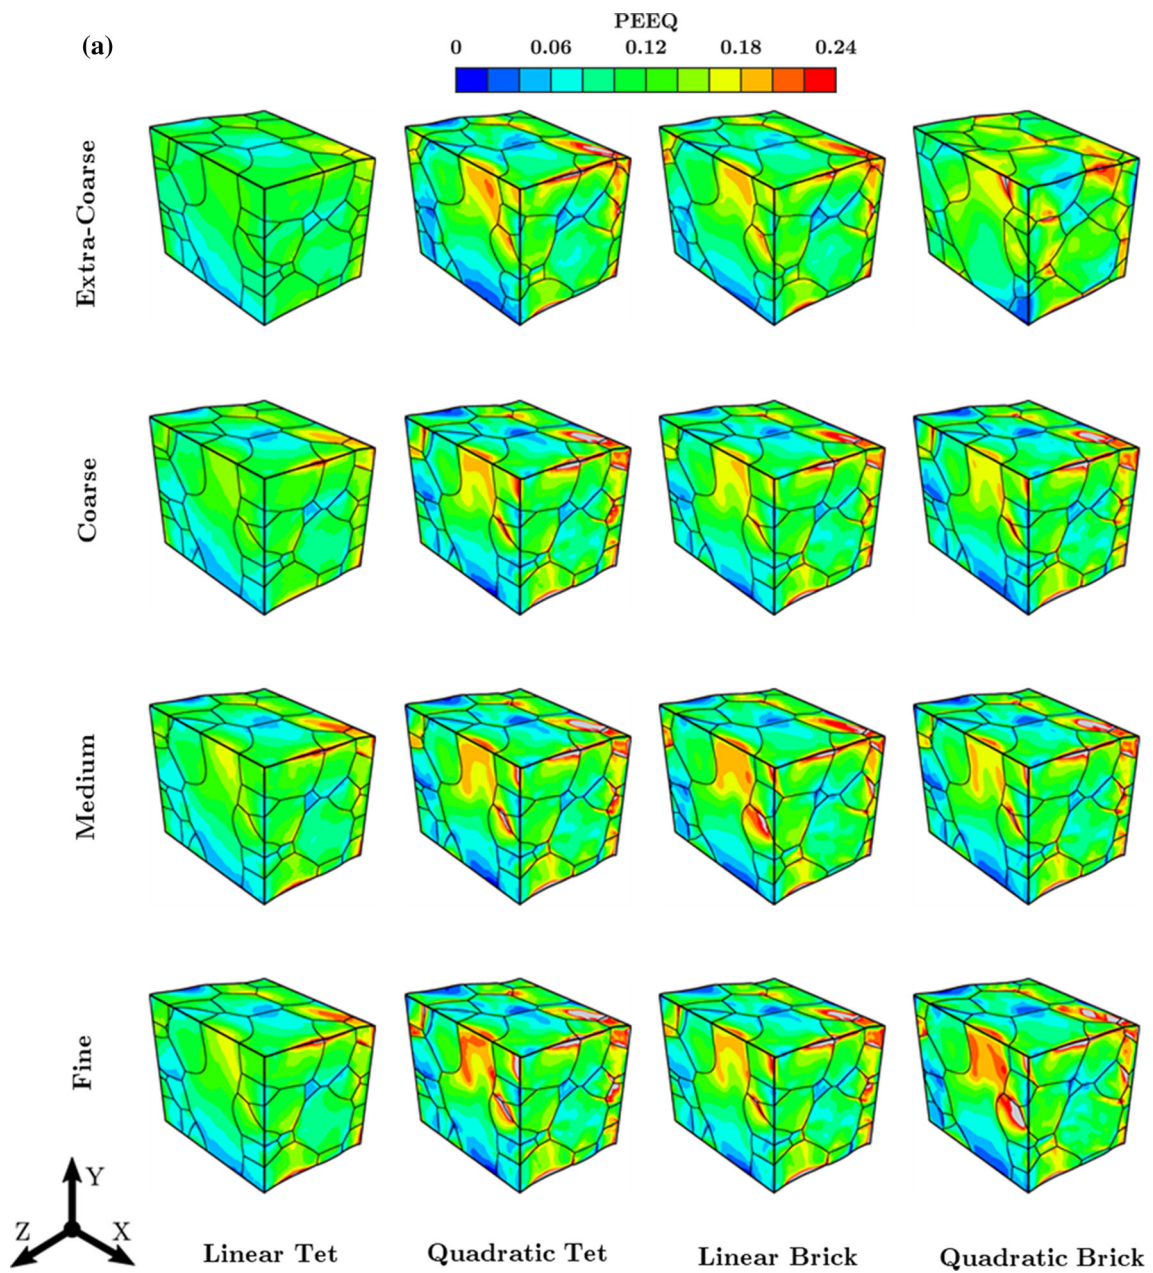 (a)
PEEQ
0 0.06 0.12 0.18 0.24
Extra-Coarse
Coarse
Medium
Fine
Y
Z X
Linear Tet Quadratic Tet Linear Brick Quadratic Brick